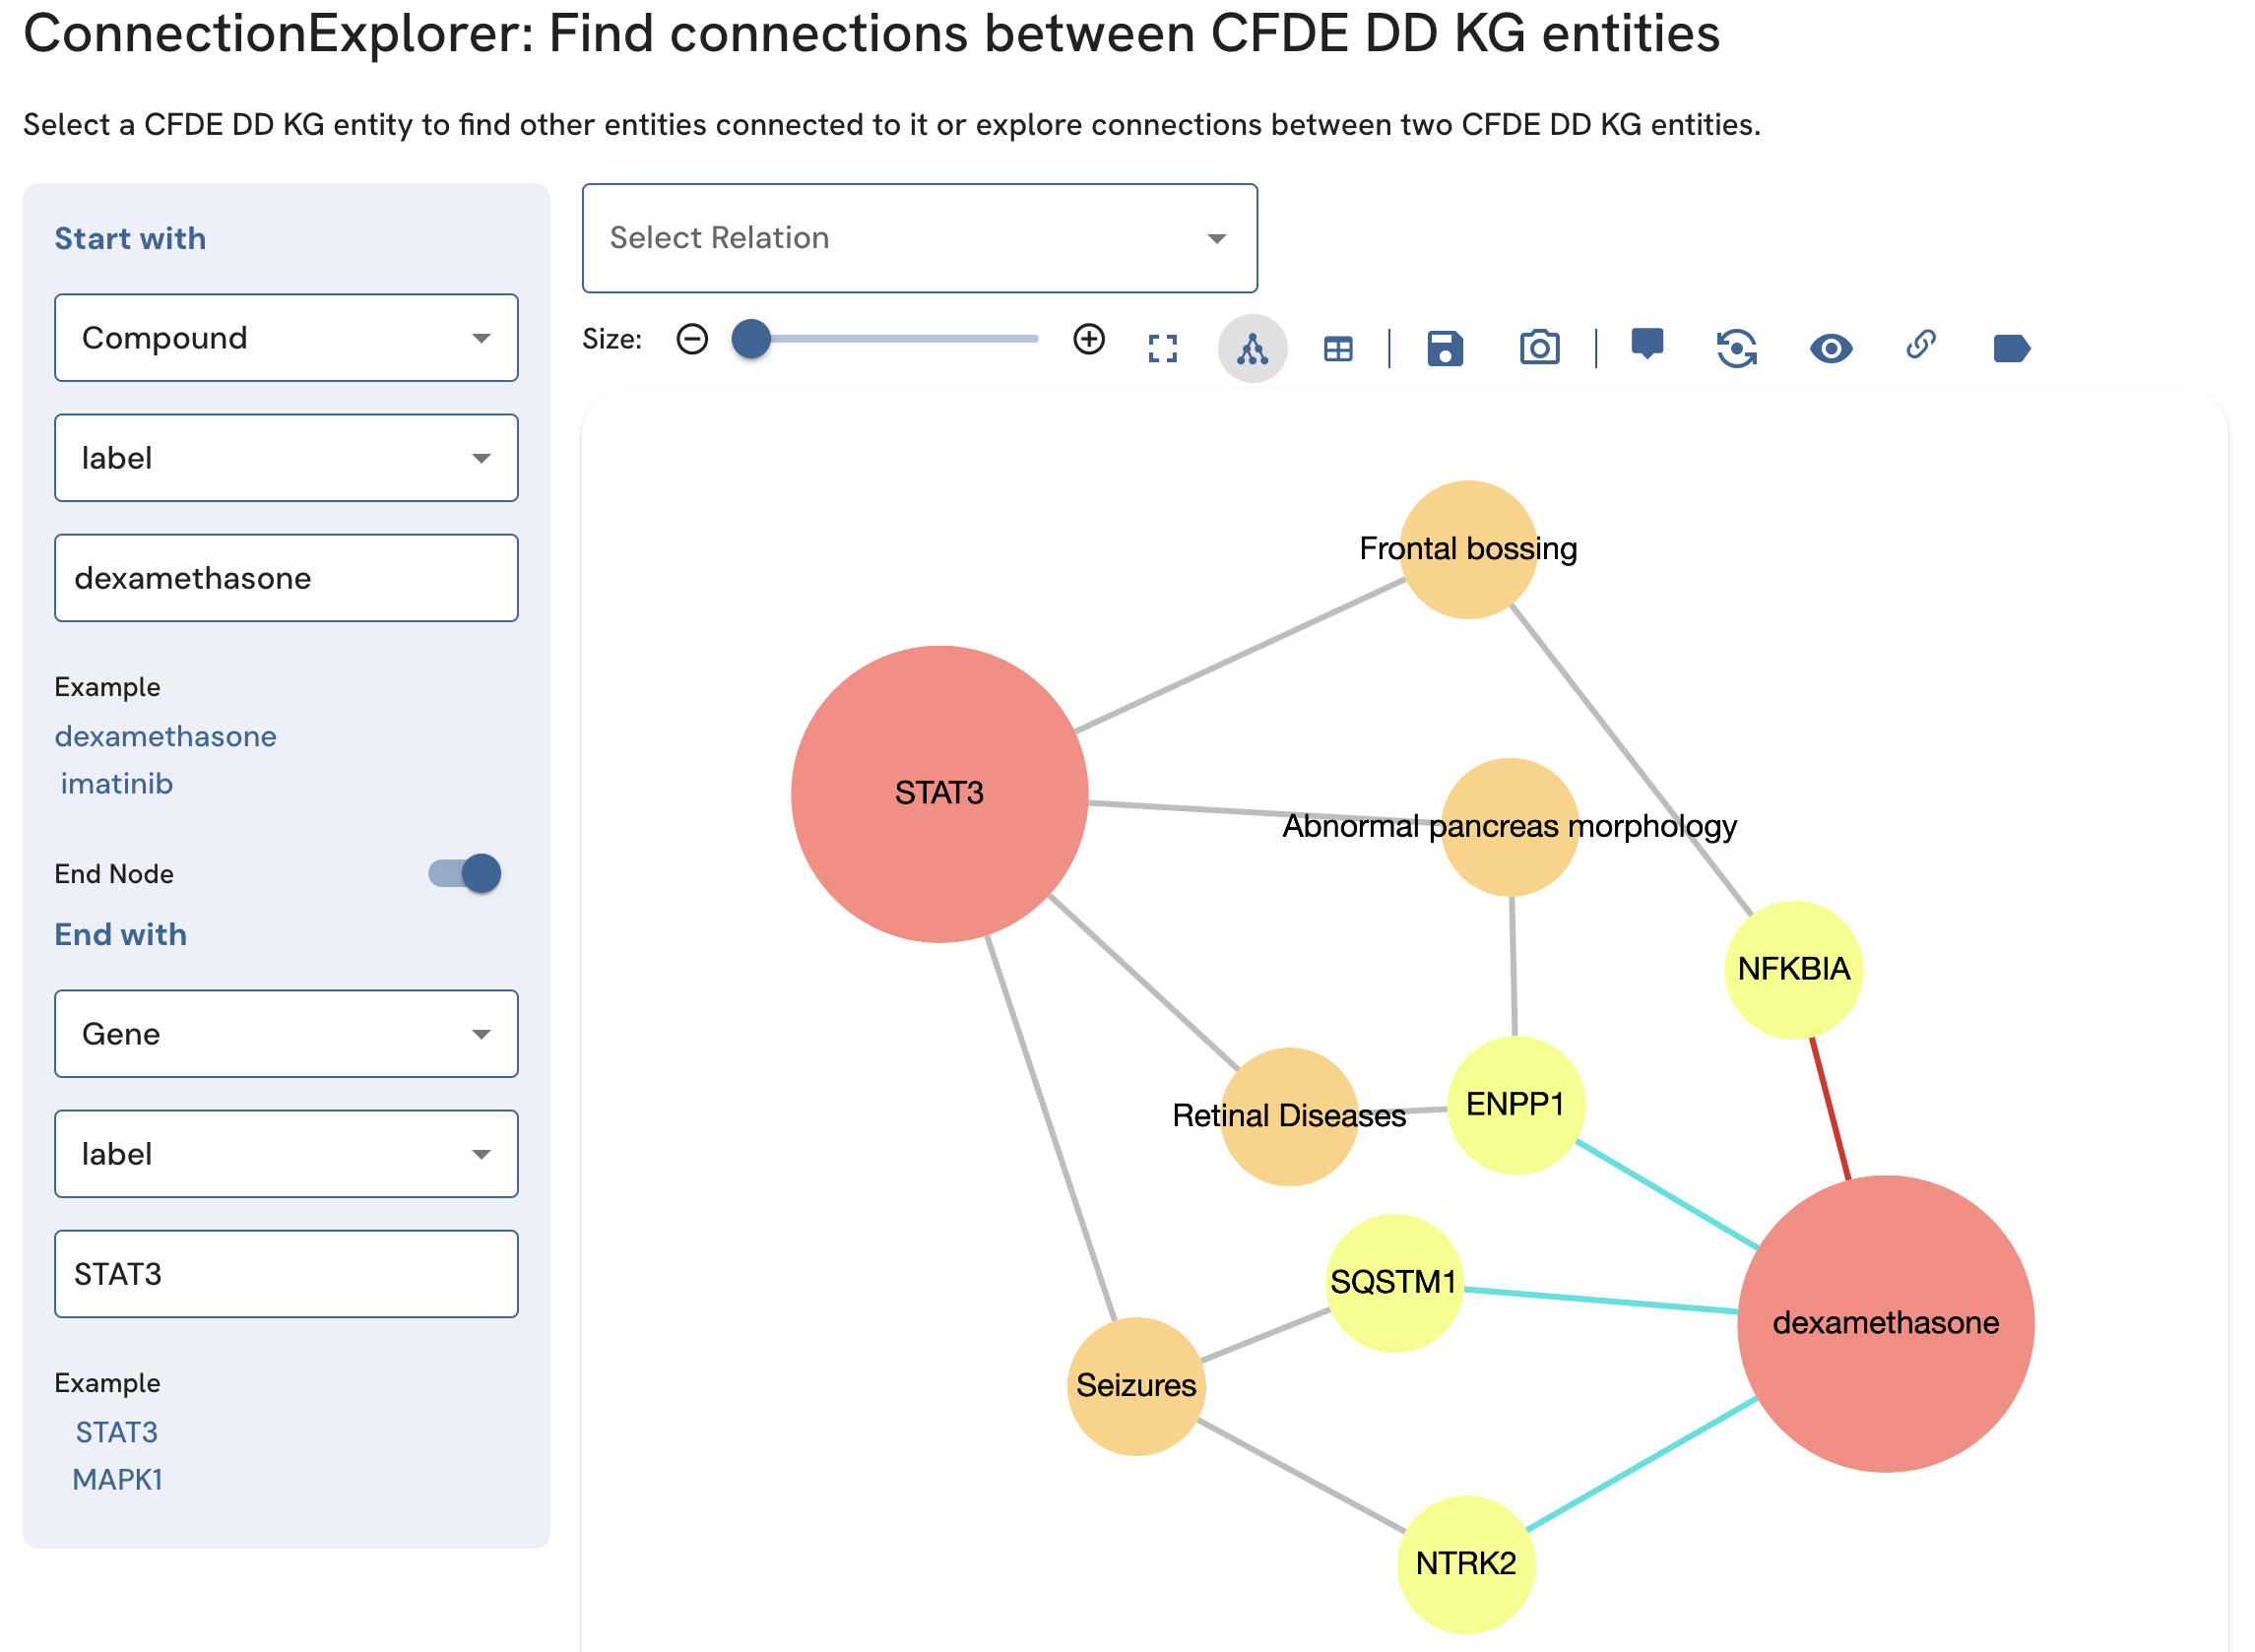 ConnectionExplorer: Find connections between CFDE DD KG entities
Select a CFDE DD KG entity to find other entities connected to it or explore connections between two CFDE DD KG entities.
Start with
Compound
label
dexamethasone
Example
dexamethasone
imatinib
End Node
End with
Gene
label
STAT3
Example
STAT3
MAPK1
Select Relation
Size:
Frontal bossing
STAT3
Abnormal pancreas morphology
NFKBIA
Retinal Diseases
ENPP1
SQSTM1
dexamethasone
Seizures
NTRK2